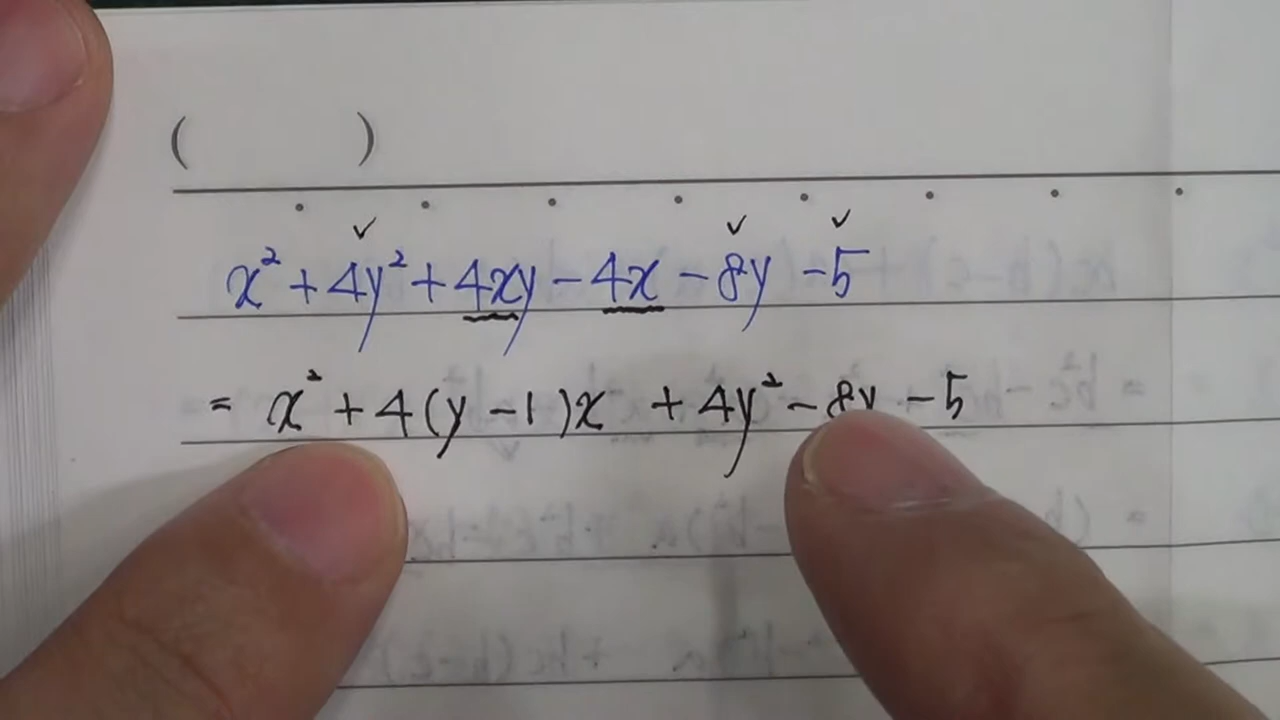 ( )
x² + 4y² + 4xy - 4x - 8y - 5
= x² + 4(y - 1)x + 4y² - 8y - 5